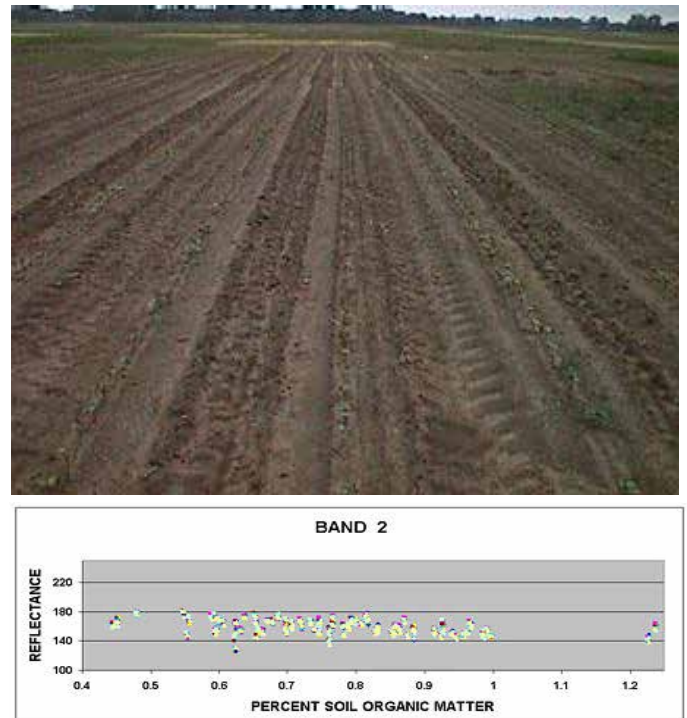 BAND 2
REFLECTANCE
220
180
140
100
0.4 0.5 0.6 0.7 0.8 0.9 1 1.1 1.2
PERCENT SOIL ORGANIC MATTER